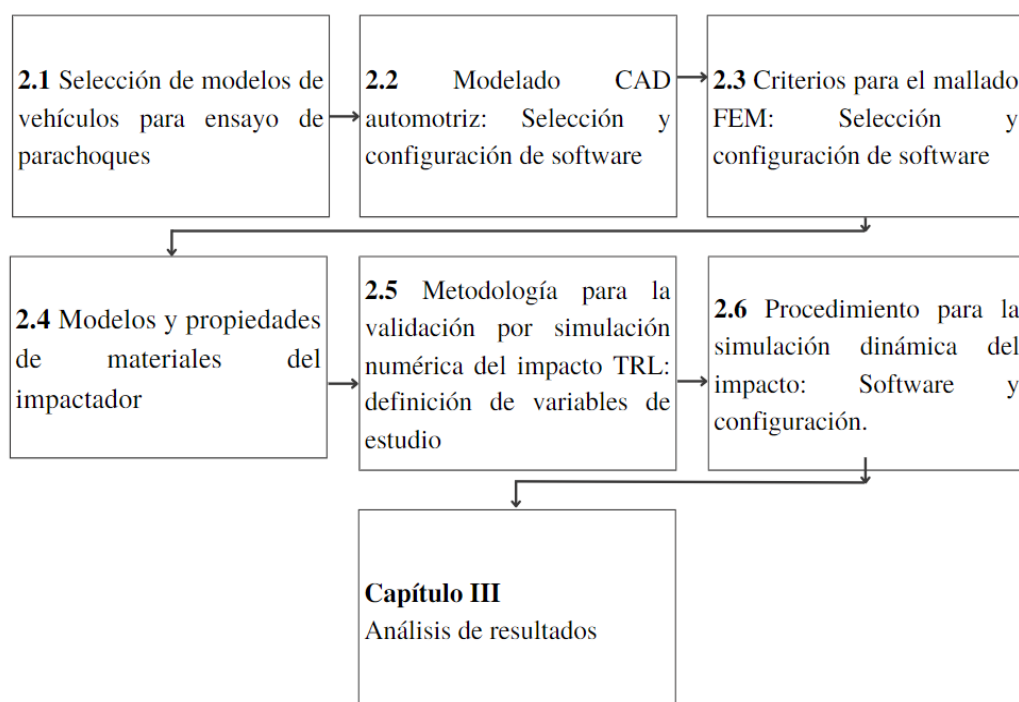 2.1 Selección de modelos de
vehículos para ensayo de
parachoques
2.2 Modelado CAD
automotriz: Selección y
configuración de software
2.3 Criterios para el mallado
FEM: Selección y
configuración de software
2.4 Modelos y propiedades
de materiales del
impactador
2.5 Metodología para la
validación por simulación
numérica del impacto TRL:
definición de variables de
estudio
2.6 Procedimiento para la
simulación dinámica del
impacto: Software y
configuración.
Capítulo III
Análisis de resultados